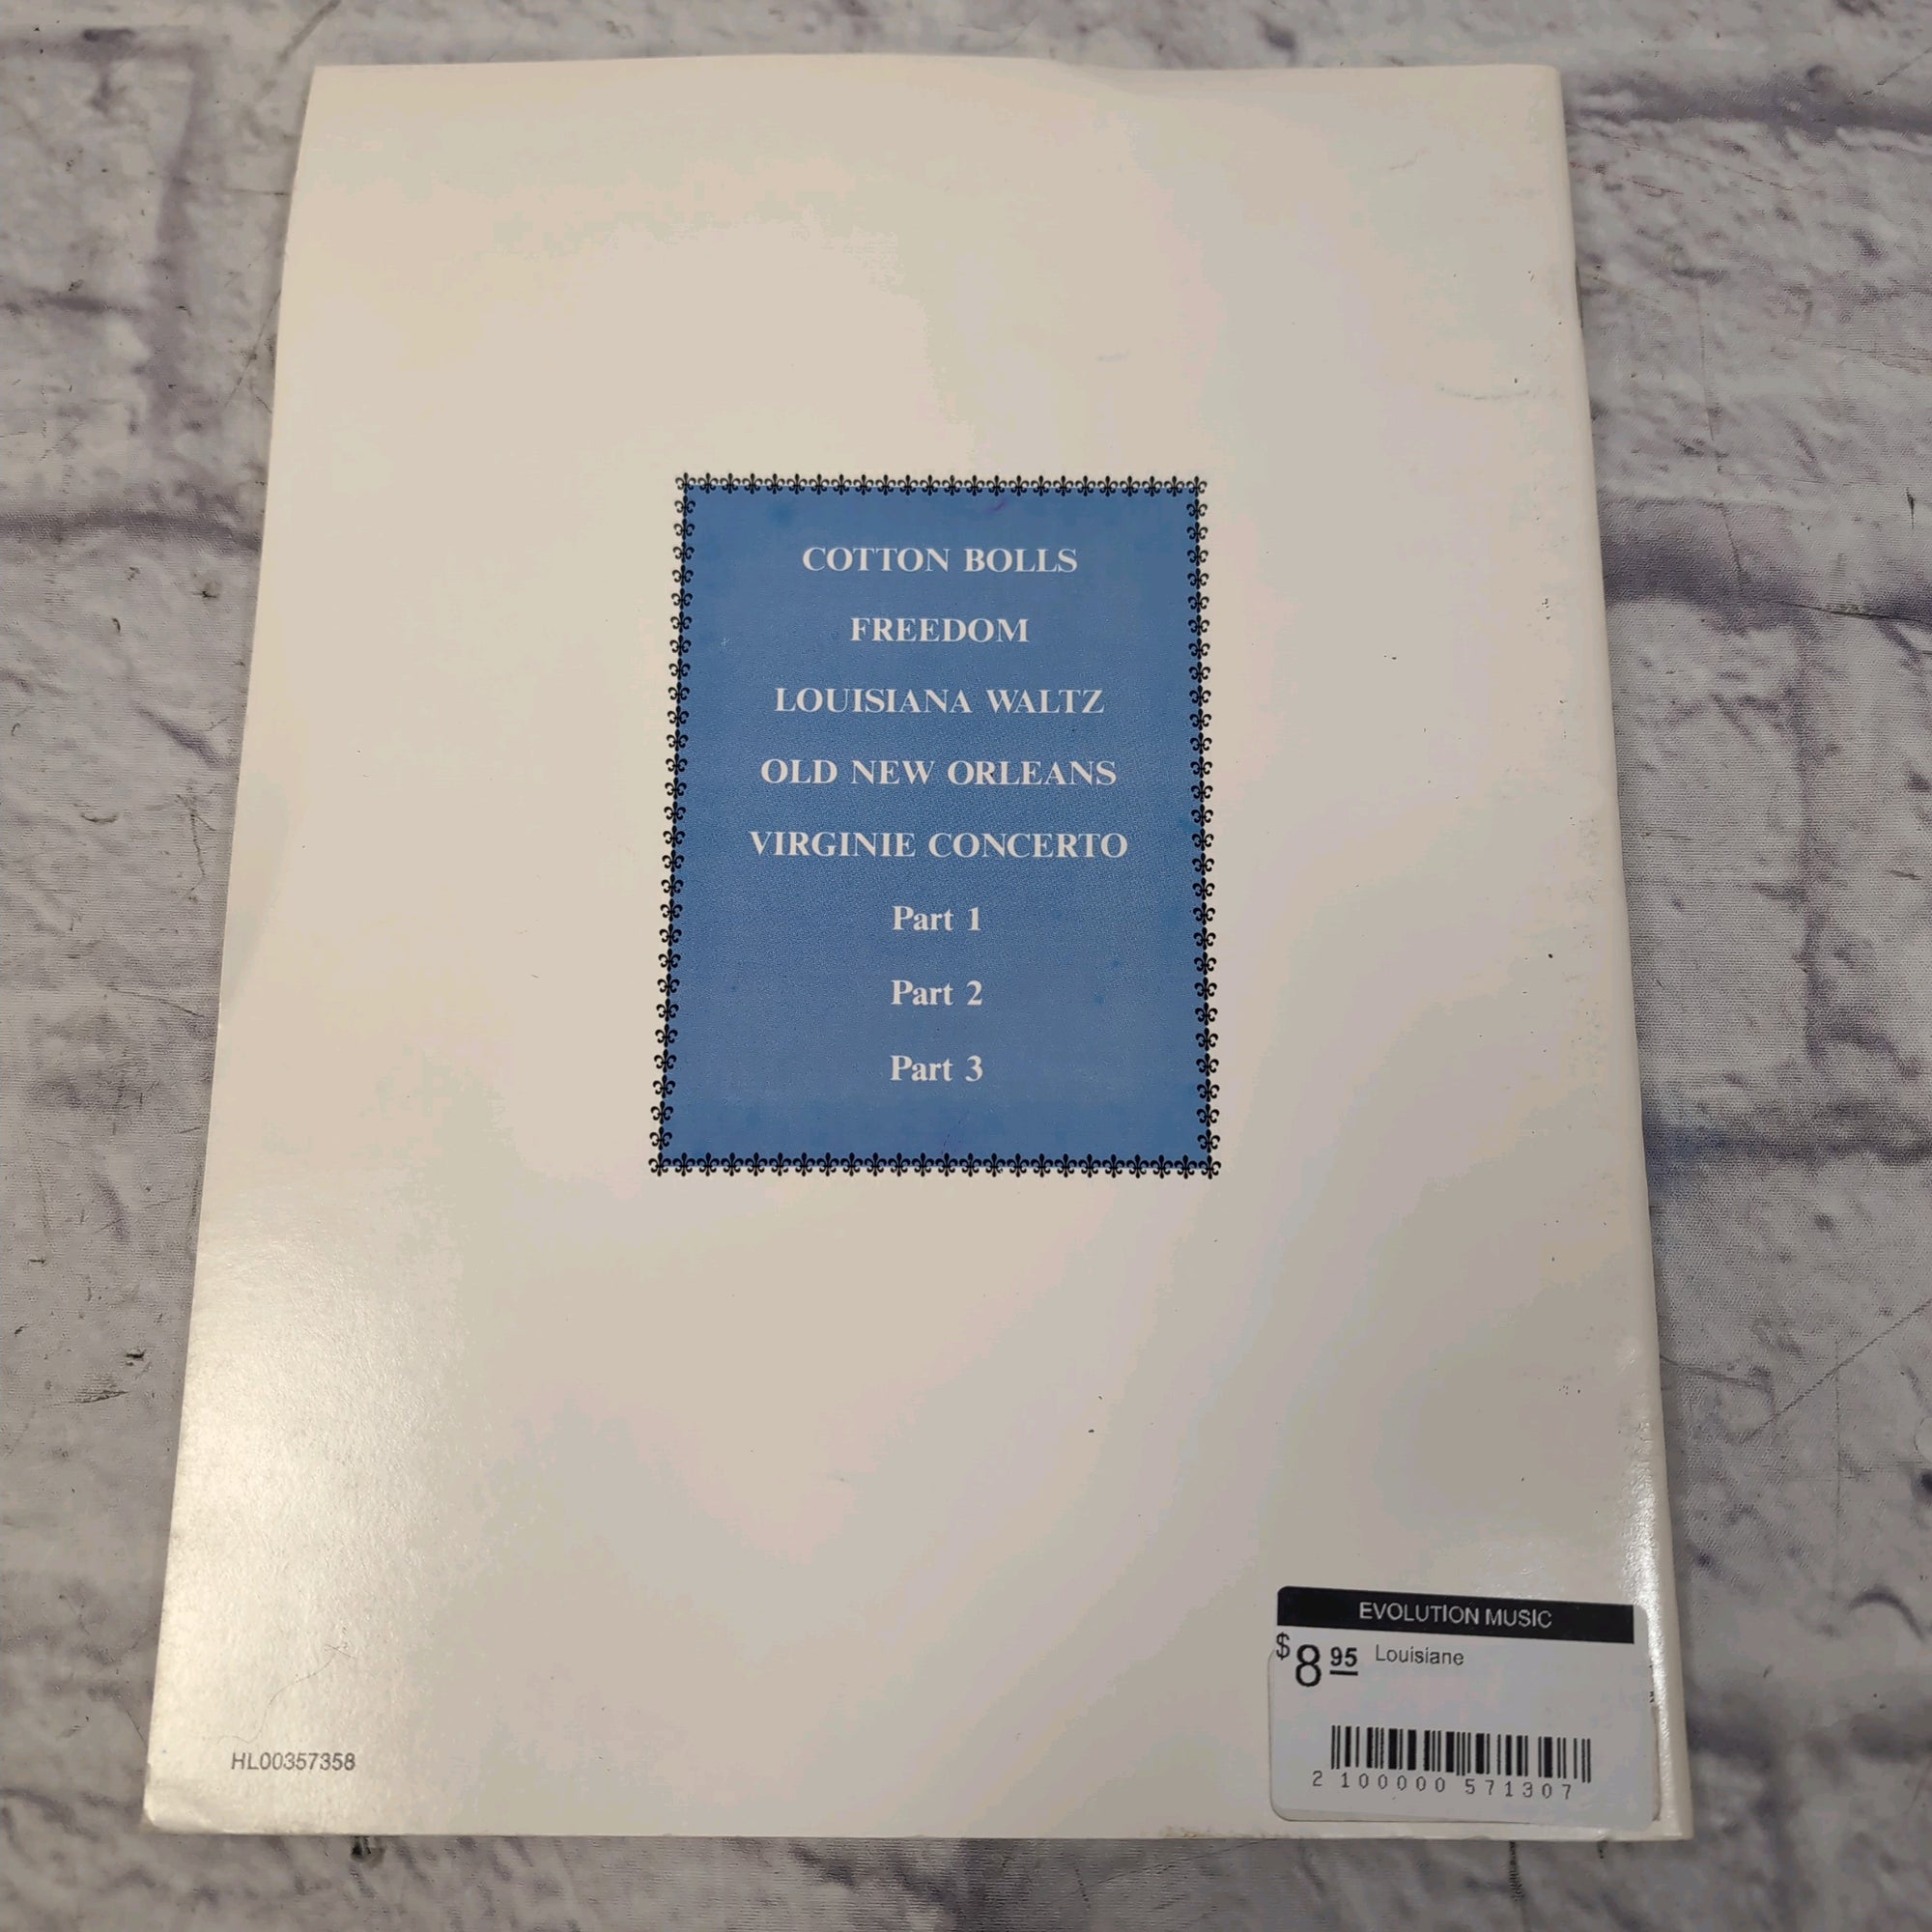 COTTON BOLLS
FREEDOM
LOUISIANA WALTZ
OLD NEW ORLEANS
VIRGINIE CONCERTO
Part 1
Part 2
Part 3
HL00357358
EVOLUTION MUSIC
$8 95 Louisiane
2 100000 571307